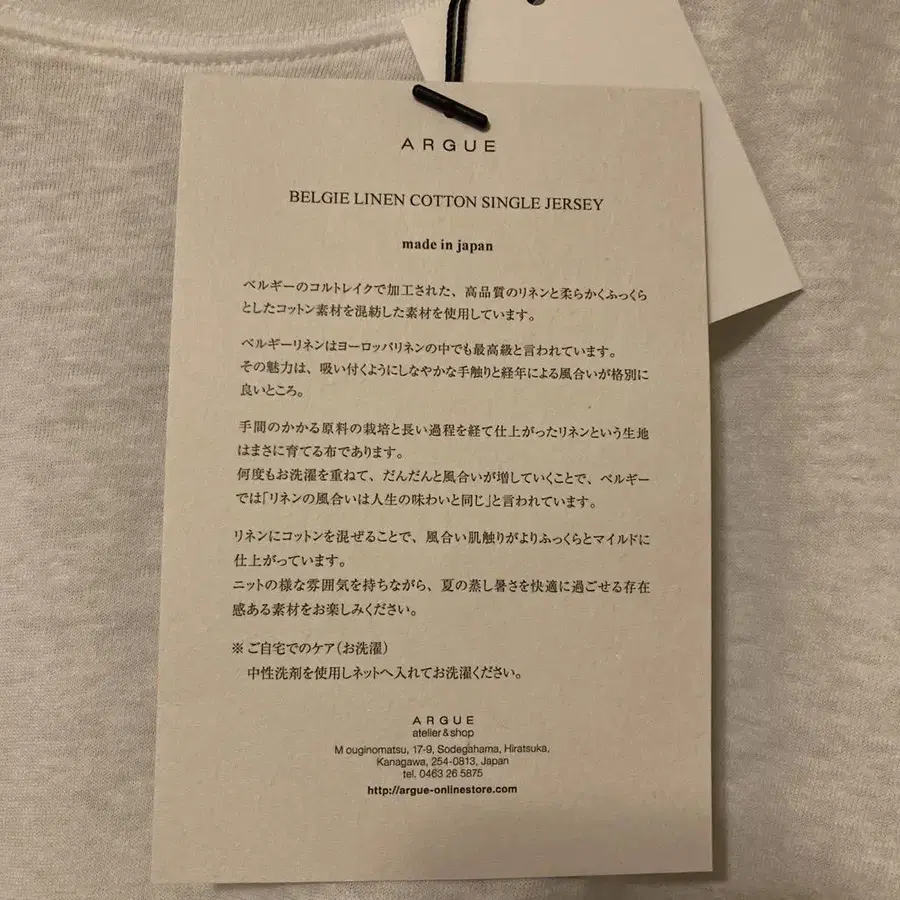 ARGUE
BELGIE LINEN COTTON SINGLE JERSEY
made in japan
ベルギーのコルトレイクで加工された、高品質のリネンと柔らかくふっくら
としたコットン素材を混紡した素材を使用しています。
ベルギーリネンはヨーロッパリネンの中でも最高級と言われています。
その魅力は、吸い付くようにしなやかな手触りと経年による風合いが格別に
良いところ。
手間のかかる原料の栽培と長い過程を経て仕上がったリネンという生地
はまさに育てる布であります。
何度もお洗濯を重ねて、だんだんと風合いが増していくことで、ベルギー
では「リネンの風合いは人生の味わいと同じ」と言われています。
リネンにコットンを混ぜることで、風合い肌触りがよりふっくらとマイルドに
仕上がっています。
ニットの様な雰囲気を持ちながら、夏の蒸し暑さを快適に過ごせる存在
感ある素材をお楽しみください。
※ご自宅でのケア(お洗濯)
中性洗剤を使用しネットへ入れてお洗濯ください。
ARGUE
atelier&shop
M ouginomatsu, 17-9, Sodegahama, Hiratsuka,
Kanagawa, 254-0813, Japan
tel. 0463 26 5875
http://argue-onlinestore.com